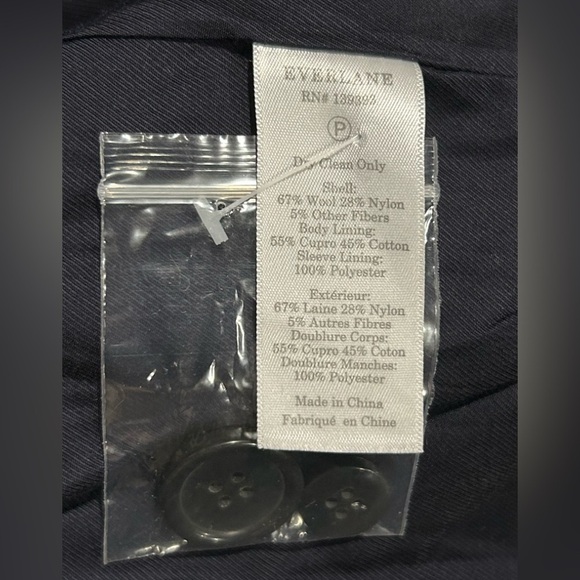 EVERLANE
RN# 139393
P
Dry Clean Only
Shell:
67% Wool 28% Nylon
5% Other Fibers
Body Lining:
55% Cupro 45% Cotton
Sleeve Lining:
100% Polyester
Extérieur:
67% Laine 28% Nylon
5% Autres Fibres
Doublure Corps:
55% Cupro 45% Coton
Doublure Manches:
100% Polyester
Made in China
Fabriqué en Chine